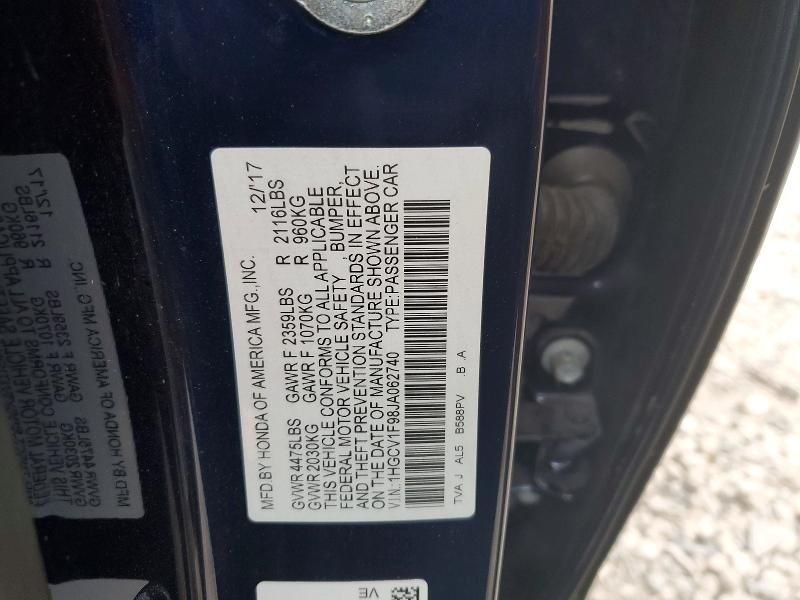 MFD.BY HONDA OF AMERICA MFG.,INC. 12/'17
GVWR 4475LBS GAWR F 2359LBS R 2116LBS
GVWR 2030KG GAWR F 1070KG R 960KG
THIS VEHICLE CONFORMS TO ALL APPLICABLE
FEDERAL MOTOR VEHICLE SAFETY , BUMPER,
AND THEFT PREVENTION STANDARDS IN EFFECT
ON THE DATE OF MANUFACTURE SHOWN ABOVE.
V.I.N.:1HGCV1F98JA062740 TYPE:PASSENGER CAR
TVA J AL5 B588PV .B .A